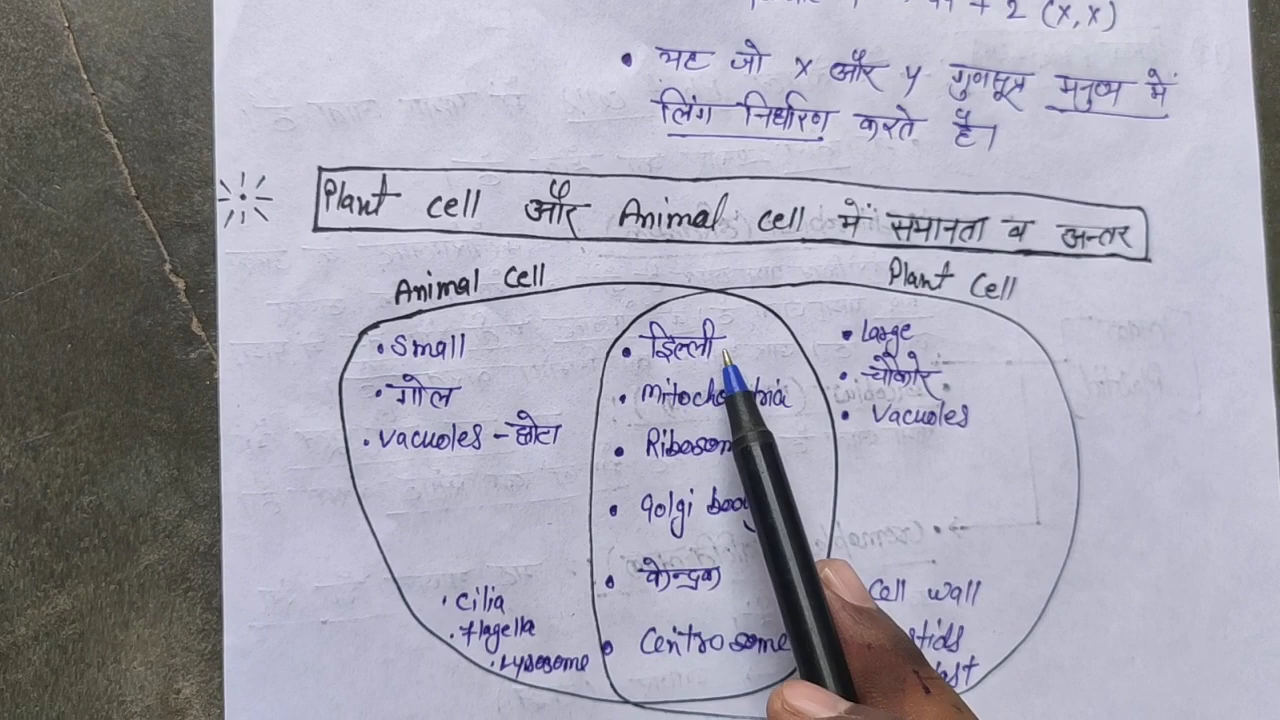 + 2 (x, x)
• यह जो x और y गुणसूत्र मनुष्य में
लिंग निर्धारण करते है।
Plant cell और Animal cell में समानता व अन्तर
Animal Cell
Plant Cell
• Small
• गोल
• Vacuoles - छोटा
• Cilia
• flagella
• Lysosome
• झिल्ली
•
• Golgi
• केन्द्रक
• Centrosome
• Large
• चौकोर
• Vacuoles
Cell wall